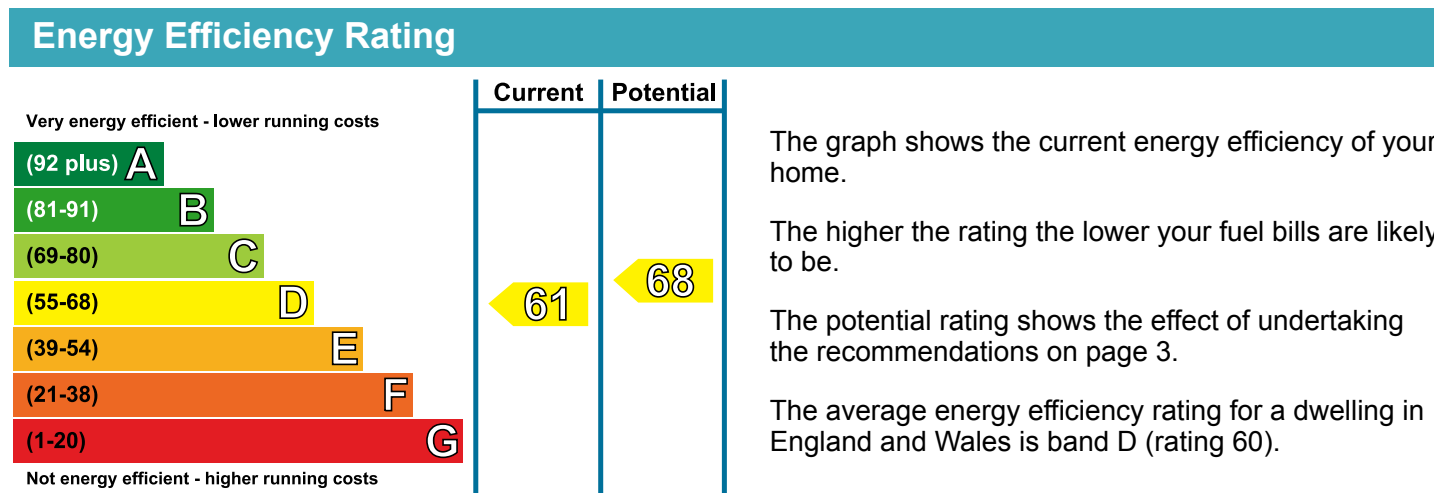 Energy Efficiency Rating
Current Potential
Very energy efficient - lower running costs
(92 plus) A
(81-91) B
(69-80) C
(55-68) D
(39-54) E
(21-38) F
(1-20) G
Not energy efficient - higher running costs
61
68
The graph shows the current energy efficiency of your
home.
The higher the rating the lower your fuel bills are likely
to be.
The potential rating shows the effect of undertaking
the recommendations on page 3.
The average energy efficiency rating for a dwelling in
England and Wales is band D (rating 60).